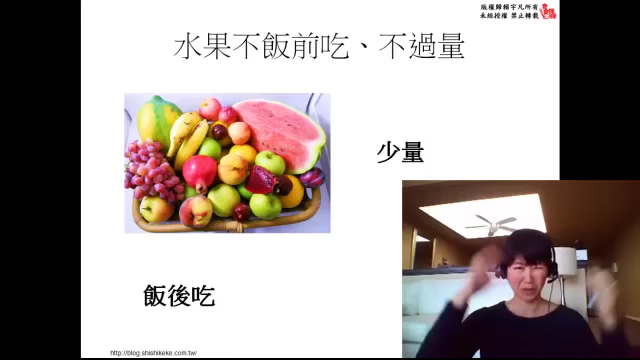 版權歸賴宇凡所有
未經授權 禁止轉載
水果不飯前吃、不過量
少量
飯後吃
http://blog.shishikeke.com.tw/